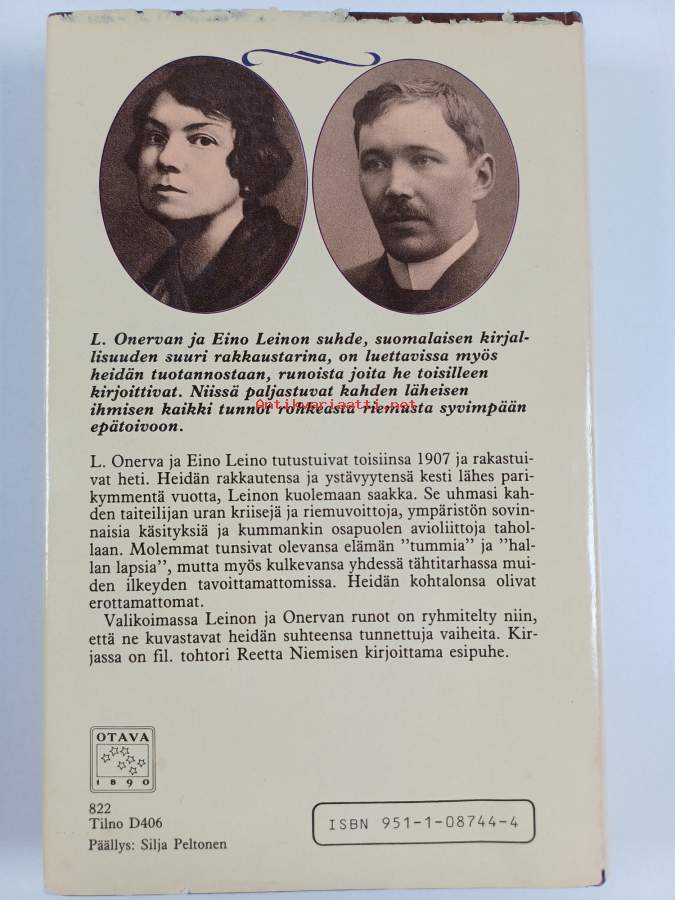 L. Onervan ja Eino Leinon suhde, suomalaisen kirjal-
lisuuden suuri rakkaustarina, on luettavissa myös
heidän tuotannostaan, runoista joita he toisilleen
kirjoittivat. Niissä paljastuvat kahden läheisen
ihmisen kaikki tunnot rohkeasta riemusta syvimpään
Antikvariaatti.net
epätoivoon.
L. Onerva ja Eino Leino tutustuivat toisiinsa 1907 ja rakastui-
vat heti. Heidän rakkautensa ja ystävyytensä kesti lähes pari-
kymmentä vuotta, Leinon kuolemaan saakka. Se uhmasi kah-
den taiteilijan uran kriisejä ja riemuvoittoja, ympäristön sovin-
naisia käsityksiä ja kummankin osapuolen avioliittoja tahol-
laan. Molemmat tunsivat olevansa elämän ”tummia” ja ”hal-
lan lapsia”, mutta myös kulkevansa yhdessä tähtitarhassa mui-
den ilkeyden tavoittamattomissa. Heidän kohtalonsa olivat
erottamattomat.
Valikoimassa Leinon ja Onervan runot on ryhmitelty niin,
että ne kuvastavat heidän suhteensa tunnettuja vaiheita. Kir-
jassa on fil. tohtori Reetta Niemisen kirjoittama esipuhe.
OTAVA
1890
822
Tilno D406
Päällys: Silja Peltonen
ISBN 951-1-08744-4